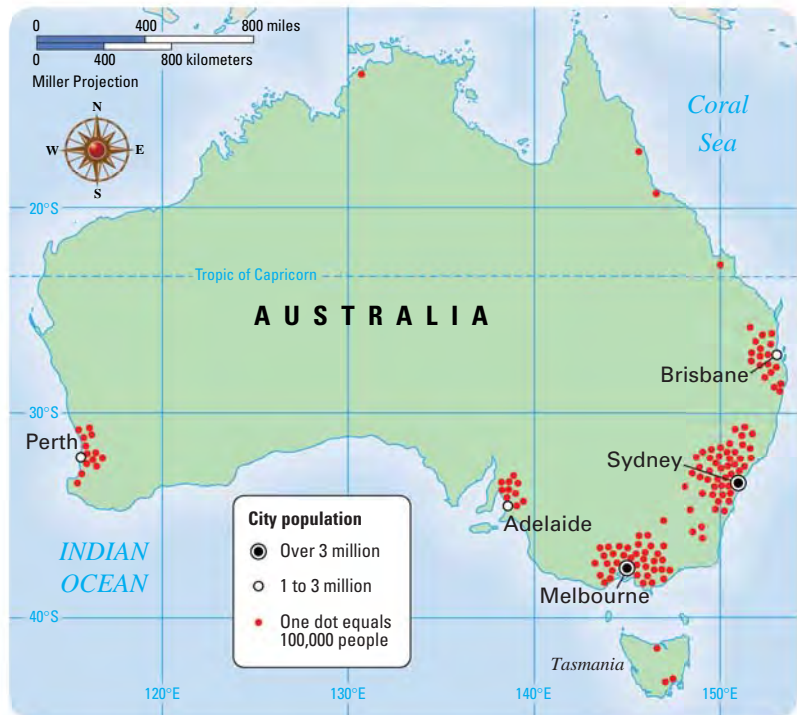 0 400 800 miles
0 400 800 kilometers
Miller Projection
N
W E
S
Coral
Sea
20°S
Tropic of Capricorn
AUSTRALIA
Brisbane
30°S
Perth
Sydney
Adelaide
City population
Over 3 million
1 to 3 million
One dot equals
100,000 people
INDIAN
OCEAN
Melbourne
40°S
Tasmania
120°E 130°E 140°E 150°E